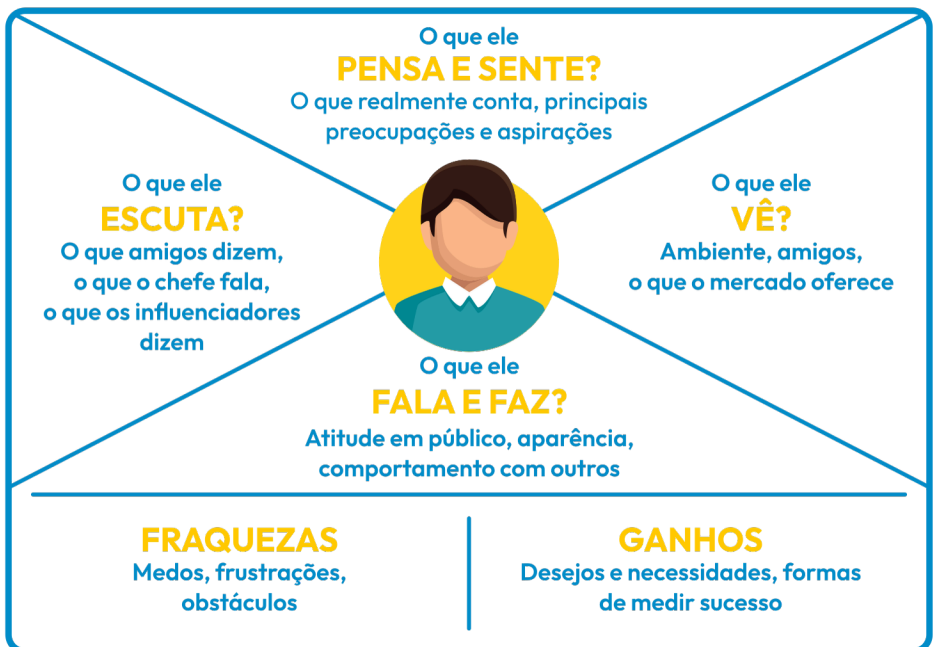 O que ele
PENSA E SENTE?
O que realmente conta, principais
preocupações e aspirações
O que ele
ESCUTA?
O que amigos dizem,
o que o chefe fala,
o que os influenciadores
dizem
O que ele
VÊ?
Ambiente, amigos,
o que o mercado oferece
O que ele
FALA E FAZ?
Atitude em público, aparência,
comportamento com outros
FRAQUEZAS
Medos, frustrações,
obstáculos
GANHOS
Desejos e necessidades, formas
de medir sucesso